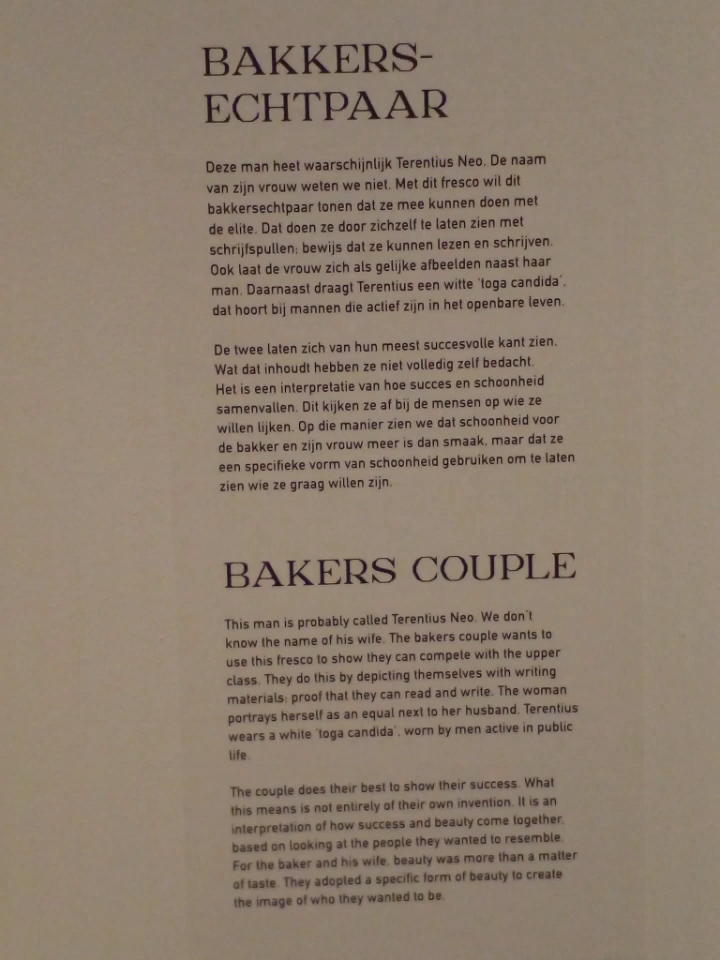 BAKKERS-
ECHTPAAR
Deze man heet waarschijnlijk Terentius Neo. De naam
van zijn vrouw weten we niet. Met dit fresco wil dit
bakkersechtpaar tonen dat ze mee kunnen doen met
de elite. Dat doen ze door zichzelf te laten zien met
schrijfspullen; bewijs dat ze kunnen lezen en schrijven.
Ook laat de vrouw zich als gelijke afbeelden naast haar
man. Daarnaast draagt Terentius een witte 'toga candida',
dat hoort bij mannen die actief zijn in het openbare leven.
De twee laten zich van hun meest succesvolle kant zien.
Wat dat inhoudt hebben ze niet volledig zelf bedacht.
Het is een interpretatie van hoe succes en schoonheid
samenvallen. Dit kijken ze af bij de mensen op wie ze
willen lijken. Op die manier zien we dat schoonheid voor
de bakker en zijn vrouw meer is dan smaak, maar dat ze
een specifieke vorm van schoonheid gebruiken om te laten
zien wie ze graag willen zijn.
BAKERS COUPLE
This man is probably called Terentius Neo. We don't
know the name of his wife. The bakers couple wants to
use this fresco to show they can compete with the upper
class. They do this by depicting themselves with writing
materials; proof that they can read and write. The woman
portrays herself as an equal next to her husband. Terentius
wears a white 'toga candida', worn by men active in public
life.
The couple does their best to show their success. What
this means is not entirely of their own invention. It is an
interpretation of how success and beauty come together,
based on looking at the people they wanted to resemble.
For the baker and his wife, beauty was more than a matter
of taste. They adopted a specific form of beauty to create
the image of who they wanted to be.